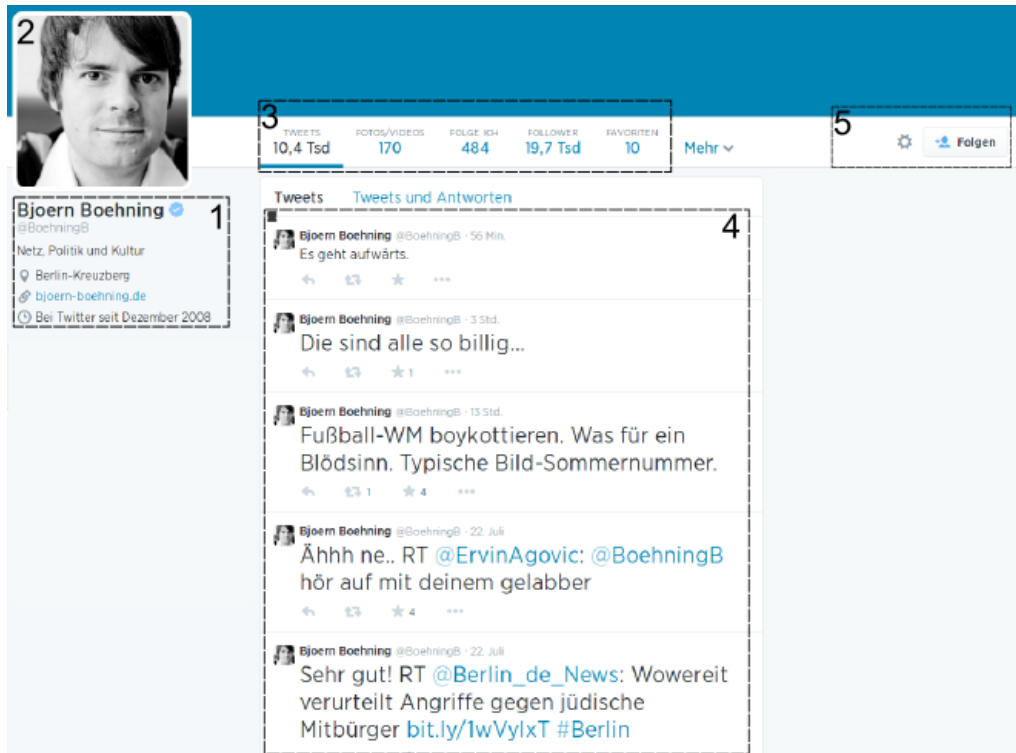 2
3
TWEETS FOTOS/VIDEOS FOLGE ICH FOLLOWER FAVORITEN
10,4 Tsd 170 484 19,7 Tsd 10 Mehr
5
Folgen
Bjoern Boehning 1
@BoehningB
Netz, Politik und Kultur
Berlin-Kreuzberg
bjoern-boehning.de
Bei Twitter seit Dezember 2008
Tweets Tweets und Antworten
4
Bjoern Boehning @BoehningB · 56 Min.
Es geht aufwärts.
Bjoern Boehning @BoehningB · 3 Std.
Die sind alle so billig...
1
Bjoern Boehning @BoehningB · 13 Std.
Fußball-WM boykottieren. Was für ein
Blödsinn. Typische Bild-Sommernummer.
1 4
Bjoern Boehning @BoehningB · 22. Juli
Ähhh ne.. RT @ErvinAgovic: @BoehningB
hör auf mit deinem gelabber
4
Bjoern Boehning @BoehningB · 22. Juli
Sehr gut! RT @Berlin_de_News: Wowereit
verurteilt Angriffe gegen jüdische
Mitbürger bit.ly/1wVylxT #Berlin